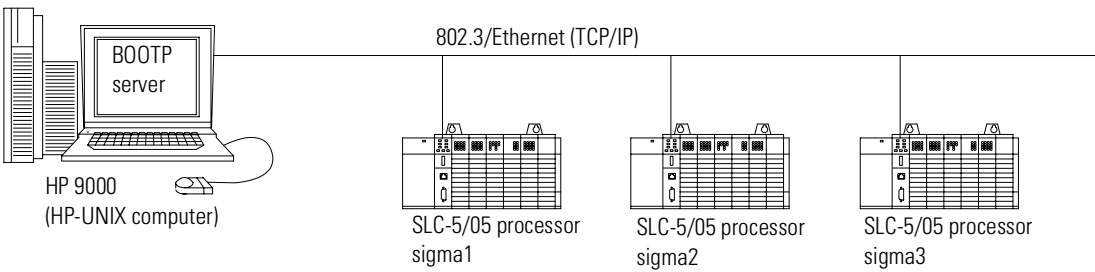 802.3/Ethernet (TCP/IP)
BOOTP
server
HP 9000
(HP-UNIX computer)
SLC-5/05 processor
sigma1
SLC-5/05 processor
sigma2
SLC-5/05 processor
sigma3